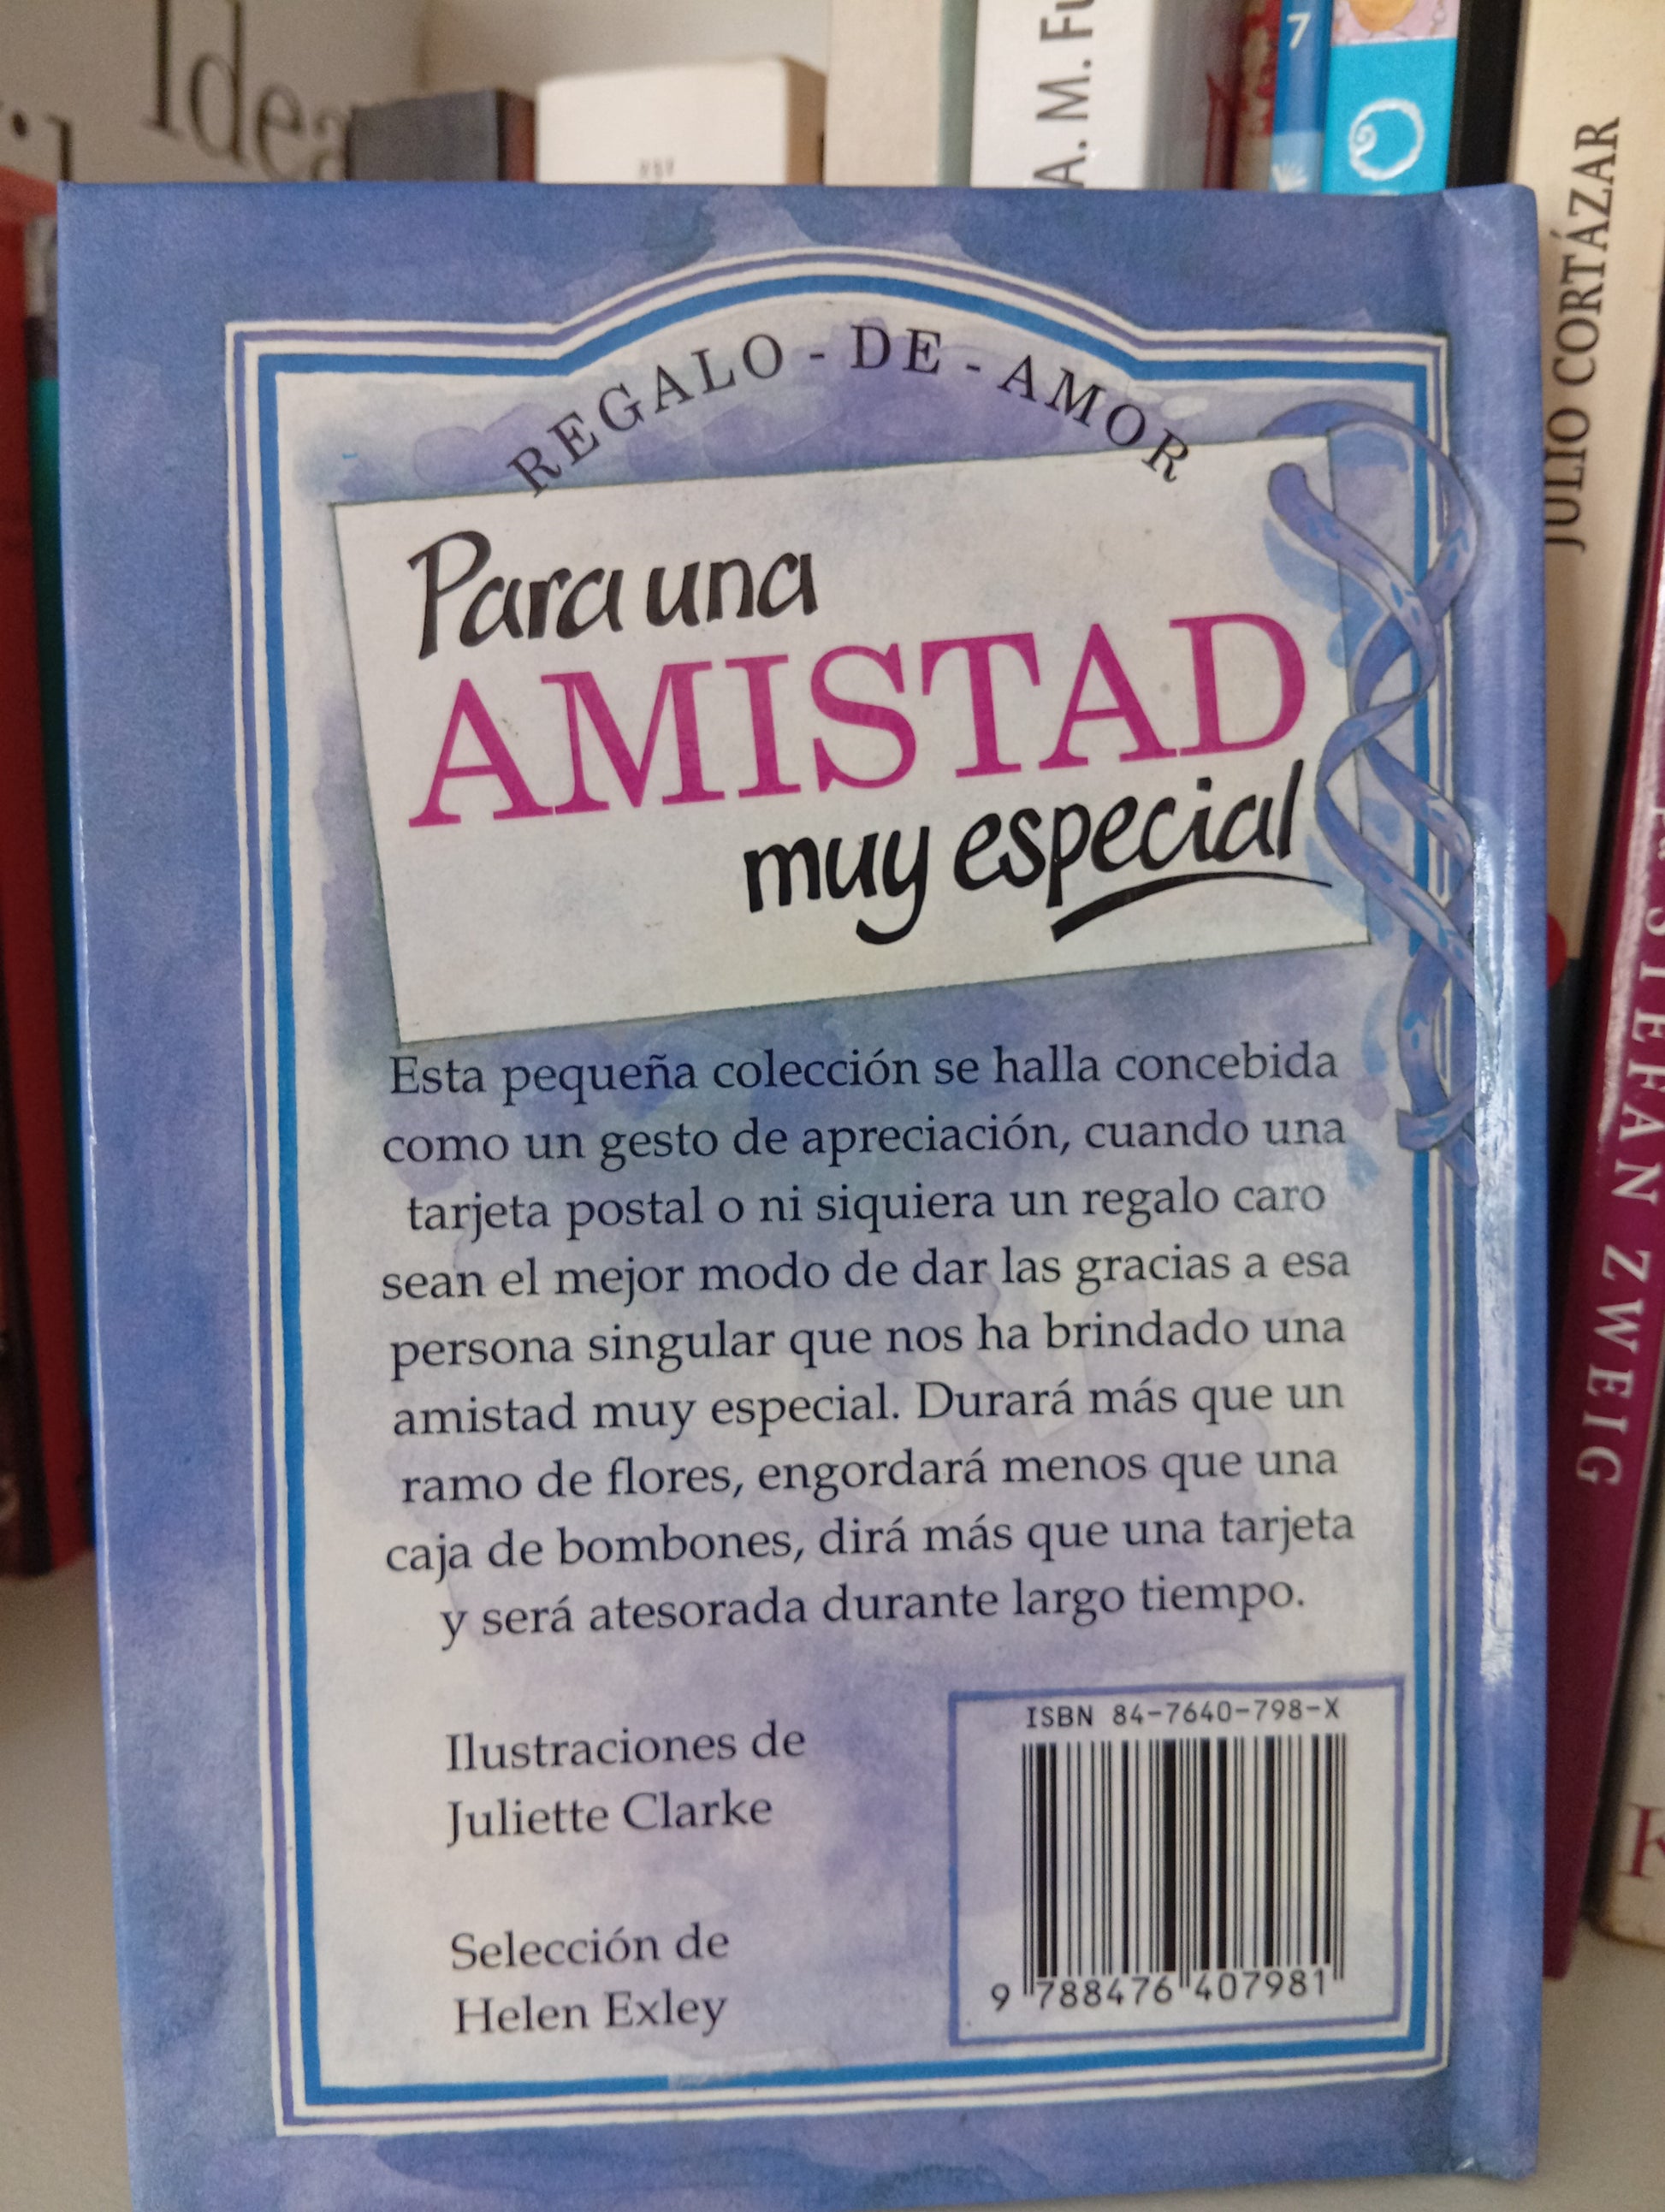 Idea
A. M. Fu
7
JULIO CORTÁZAR
STEFAN ZWEIG
REGALO - DE - AMOR
Para una
AMISTAD
muy especial
Esta pequeña colección se halla concebida
como un gesto de apreciación, cuando una
tarjeta postal o ni siquiera un regalo caro
sean el mejor modo de dar las gracias a esa
persona singular que nos ha brindado una
amistad muy especial. Durará más que un
ramo de flores, engordará menos que una
caja de bombones, dirá más que una tarjeta
y será atesorada durante largo tiempo.
Ilustraciones de
Juliette Clarke
Selección de
Helen Exley
ISBN 84-7640-798-X
9 788476 407981